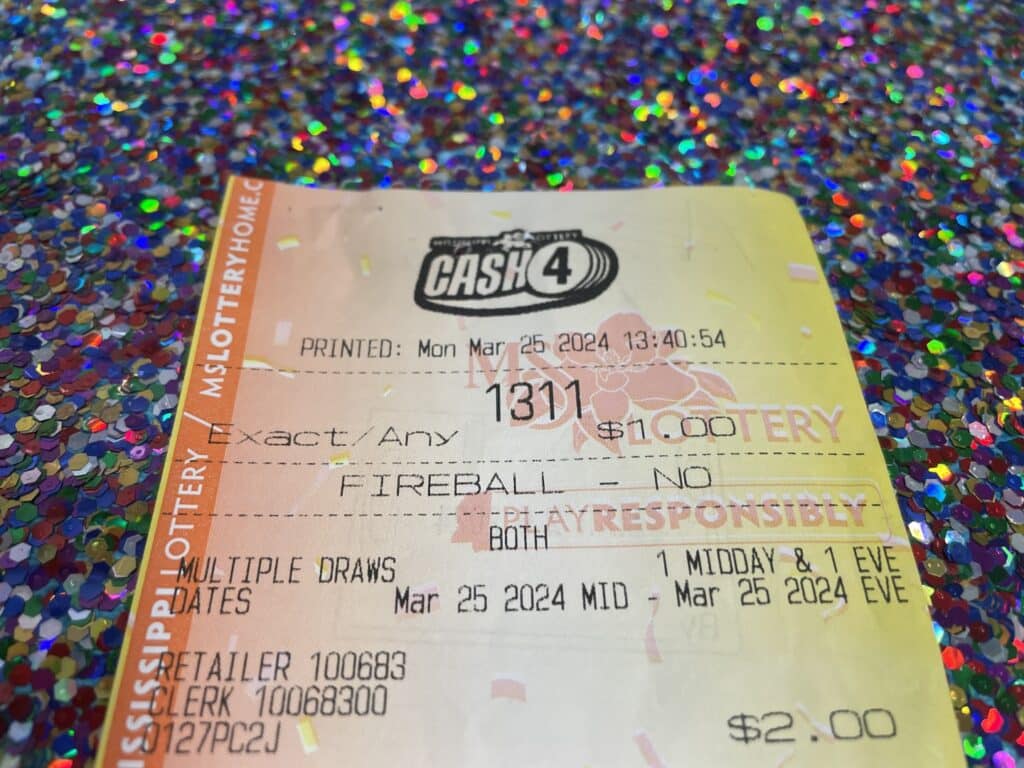 MISSISSIPPI LOTTERY / MSLOTTERYHOME.C
LOTTERY
CASH 4
PRINTED: Mon Mar 25 2024 13:40:54
MS
LOTTERY
1311
Exact/Any $1.00
FIREBALL - NO
PLAYRESPONSIBLY
BOTH
MULTIPLE DRAWS 1 MIDDAY & 1 EVE
DATES Mar 25 2024 MID - Mar 25 2024 EVE
RETAILER 100683
CLERK 10068300
0127PC2J
$2.00